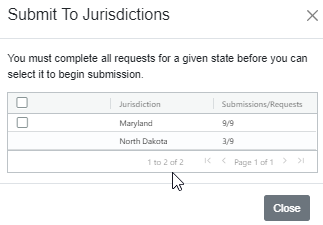 Submit To Jurisdictions
You must complete all requests for a given state before you can
select it to begin submission.
Jurisdiction Submissions/Requests
Maryland 9/9
North Dakota 3/9
1 to 2 of 2 Page 1 of 1
Close